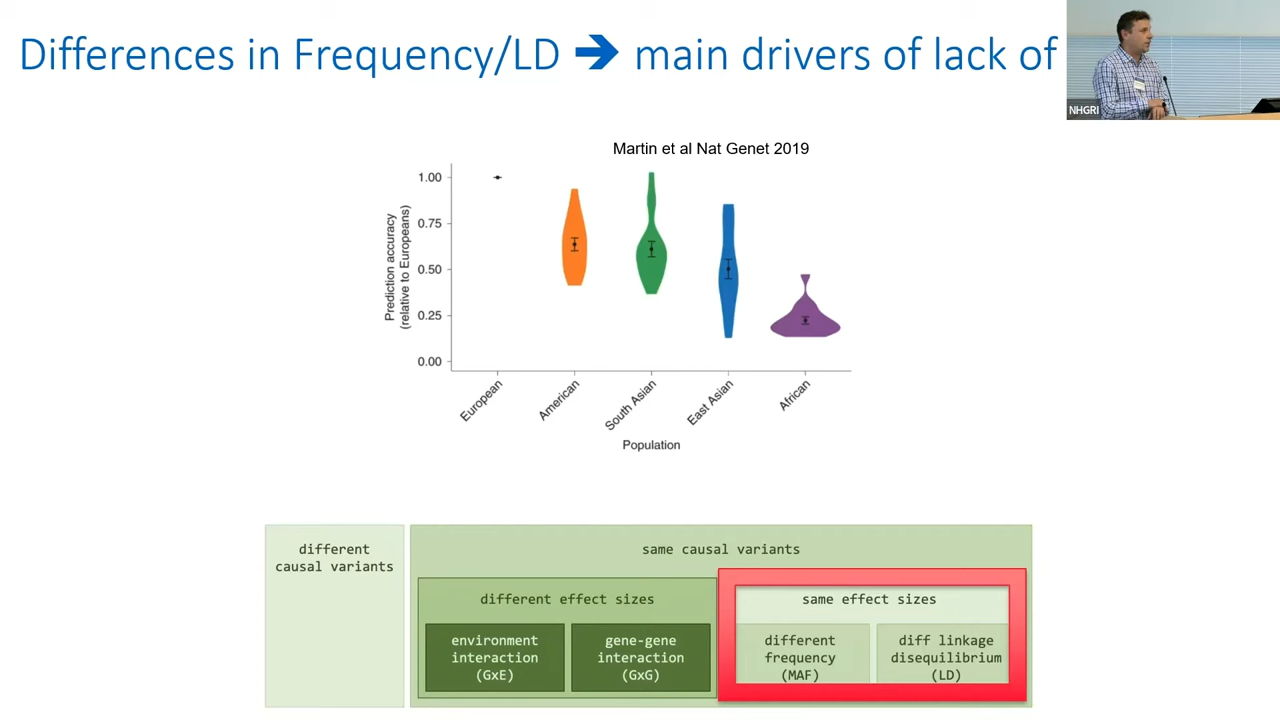 Differences in Frequency/LD ➔ main drivers of lack of
NHGRI
Martin et al Nat Genet 2019
Prediction accuracy
(relative to Europeans)
1.00
0.75
0.50
0.25
0.00
European
American
South Asian
East Asian
African
Population
different
causal variants
same causal variants
different effect sizes
environment
interaction
(GxE)
gene-gene
interaction
(GxG)
same effect sizes
different
frequency
(MAF)
diff linkage
disequilibrium
(LD)